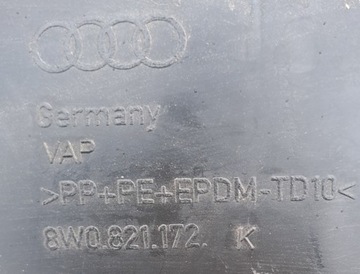 Germany
VAP
>PP+PE+EPDM-TD10<
8W0.821.172. K